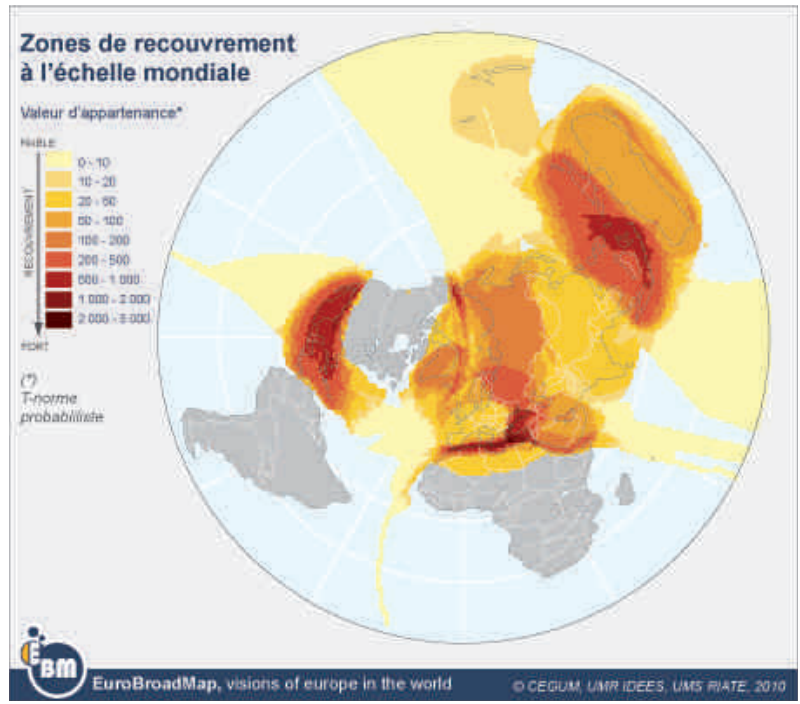 Zones de recouvrement
à l'échelle mondiale
Valeur d'appartenance*
FAIBLE
RECOUVREMENT
0 - 10
10 - 20
20 - 50
50 - 100
100 - 200
200 - 500
500 - 1 000
1 000 - 2 000
2 000 - 5 000
FORT
(*)
T-norme
probabiliste
EBM
EuroBroadMap, visions of europe in the world
© CEGUM, UMR IDEES, UMS RIATE, 2010